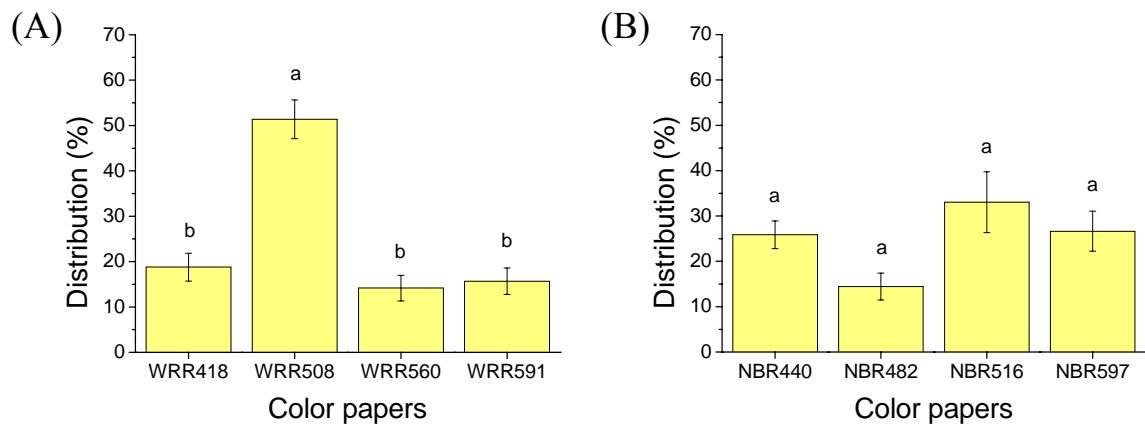 (A)
Distribution (%)
70
60
50
40
30
20
10
0
b
a
b
b
WRR418 WRR508 WRR560 WRR591
Color papers
(B)
Distribution (%)
70
60
50
40
30
20
10
0
a
a
a
a
NBR440 NBR482 NBR516 NBR597
Color papers